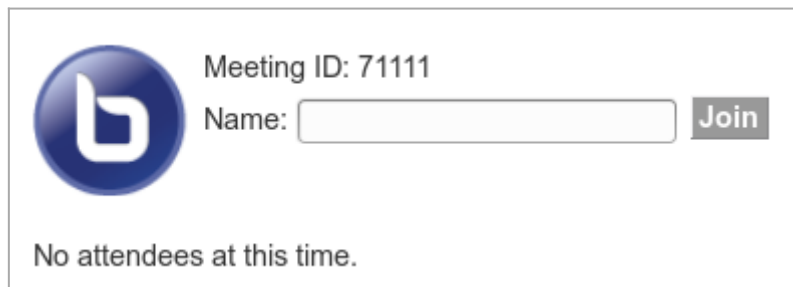 Meeting ID: 71111
Name: Join
No attendees at this time.